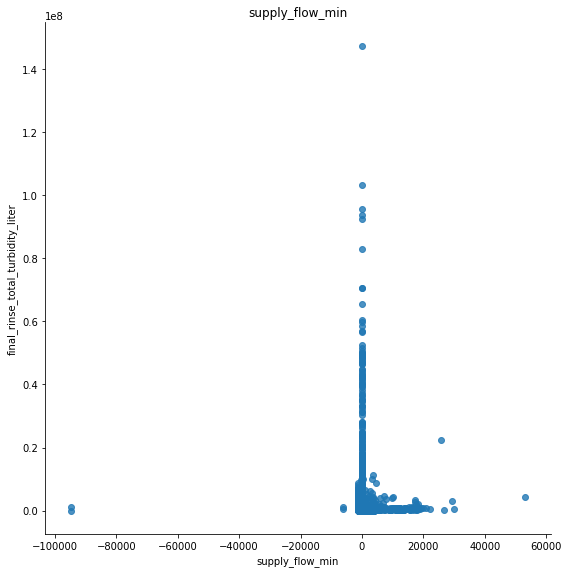 supply_flow_min
1e8
1.4
1.2
1.0
0.8
0.6
0.4
0.2
0.0
final_rinse_total_turbidity_liter
−100000 −80000 −60000 −40000 −20000 0 20000 40000 60000
supply_flow_min